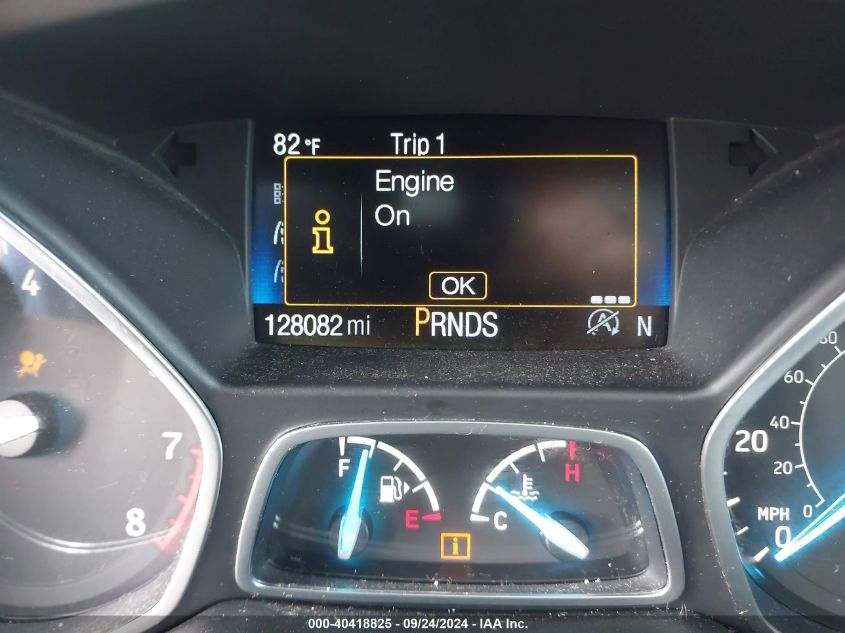 82 °F Trip 1
Engine
On
i
OK
128082 mi PRNDS A N
4
7
8
F E
C H
i
20
0
MPH
60
40
20
0
000-40418825 - 09/24/2024 - IAA Inc.